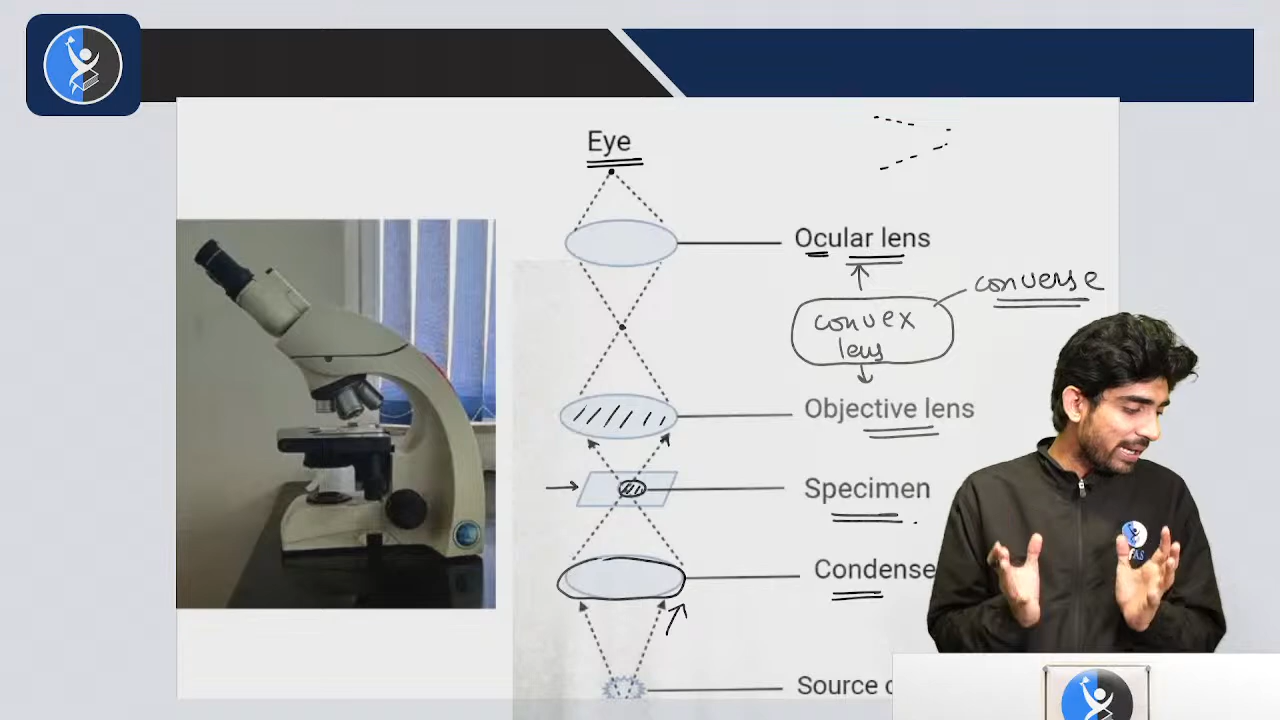 Eye
Ocular lens
converse
convex
lens
Objective lens
Specimen
Condense
Source